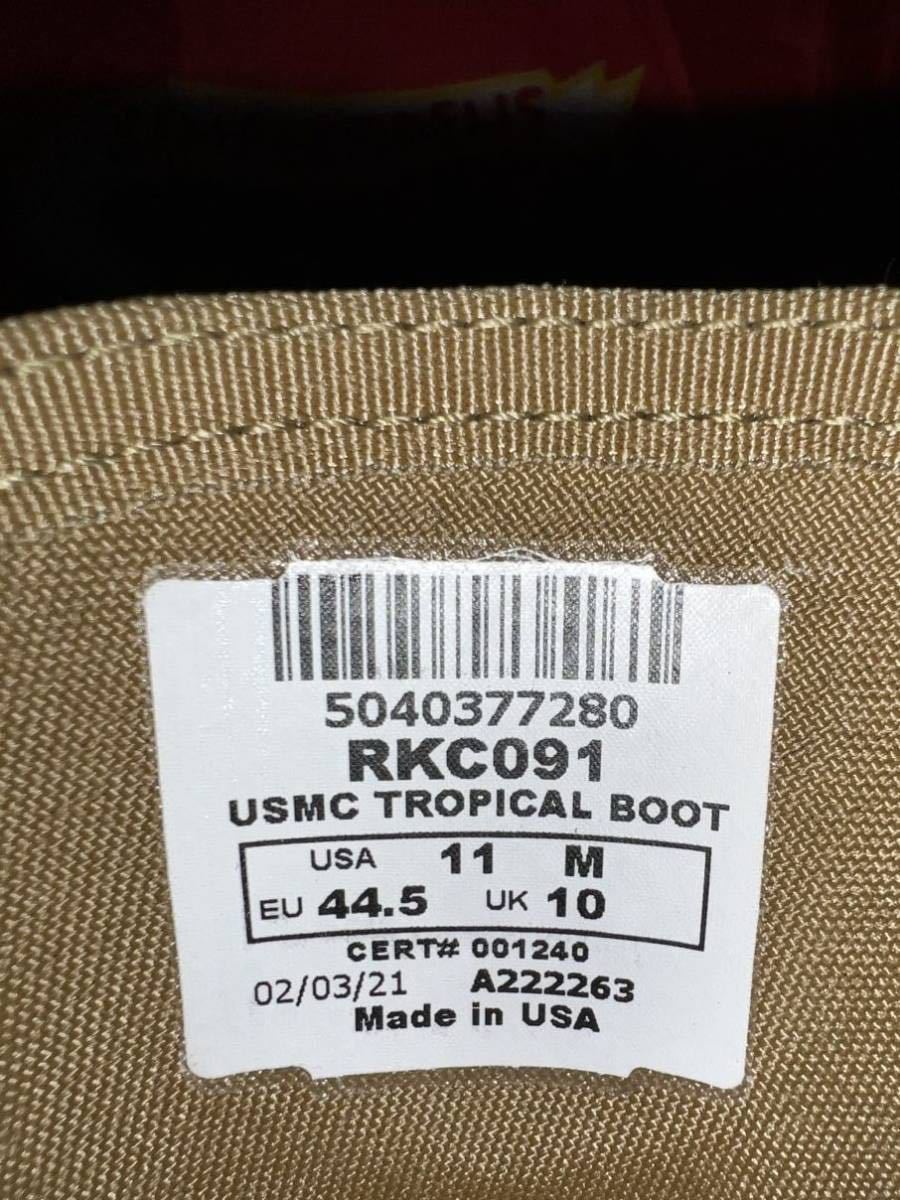 5040377280
RKC091
USMC TROPICAL BOOT
USA 11 M
EU 44.5 UK 10
CERT# 001240
02/03/21 A222263
Made in USA